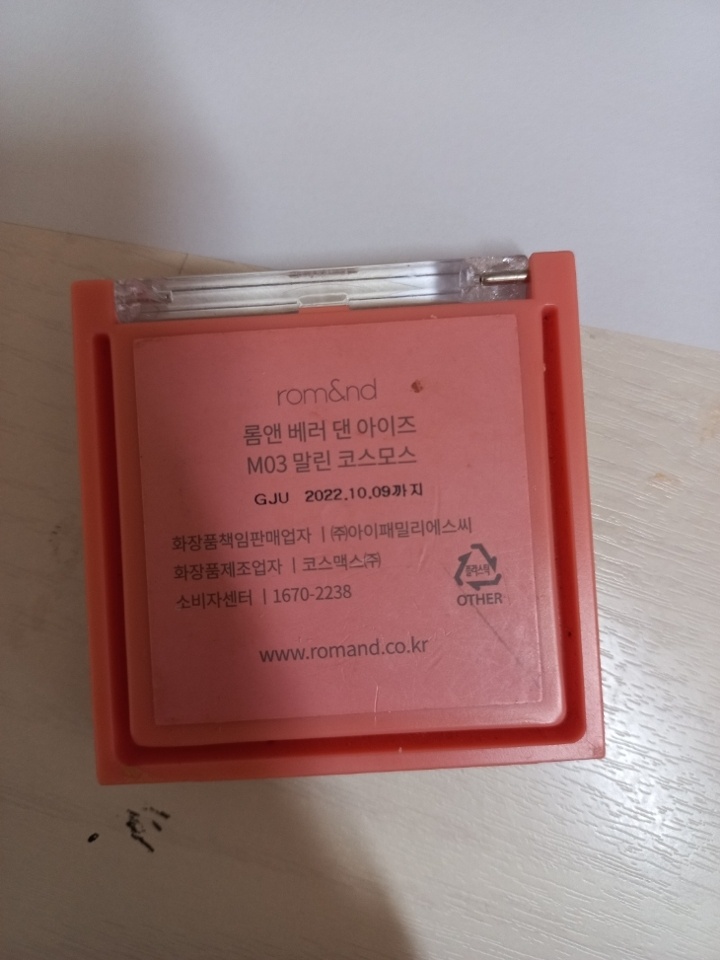 rom&nd
롬앤 베러 댄 아이즈
M03 말린 코스모스
GJU 2022.10.09까지
화장품책임판매업자 ㅣ㈜아이패밀리에스씨
화장품제조업자 ㅣ코스맥스㈜
소비자센터 ㅣ1670-2238
플라스틱
OTHER
www.romand.co.kr